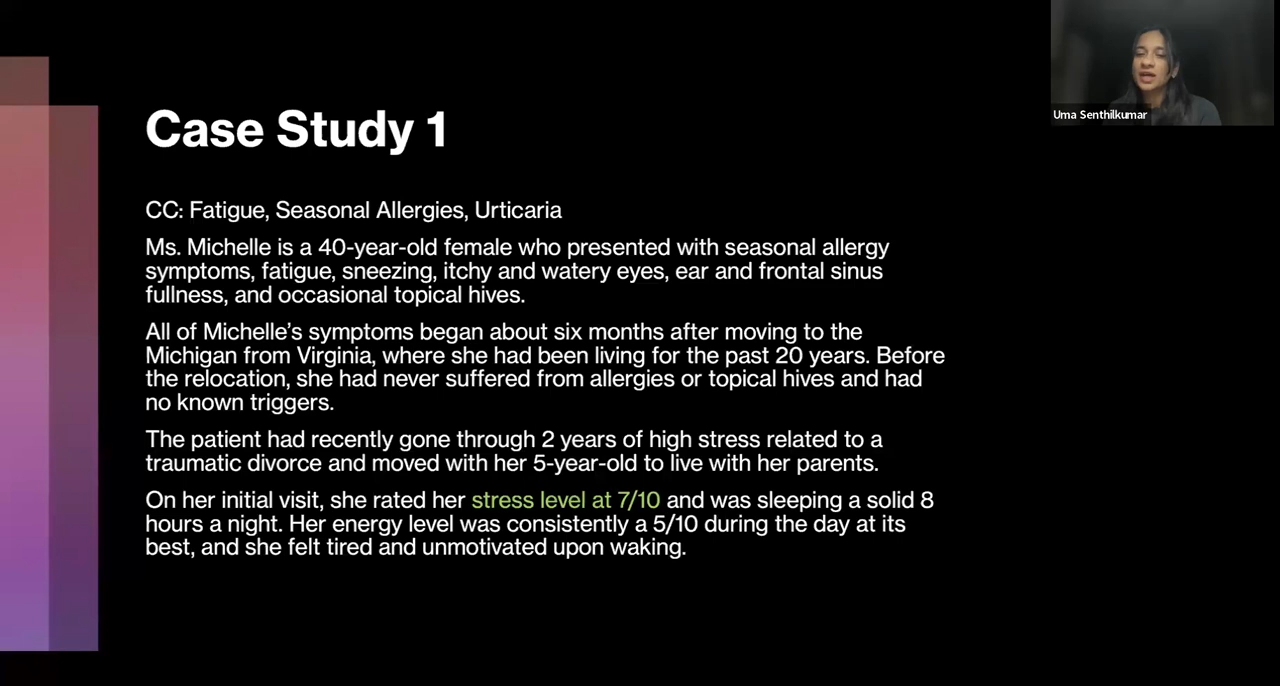 Case Study 1
CC: Fatigue, Seasonal Allergies, Urticaria
Ms. Michelle is a 40-year-old female who presented with seasonal allergy
symptoms, fatigue, sneezing, itchy and watery eyes, ear and frontal sinus
fullness, and occasional topical hives.
All of Michelle’s symptoms began about six months after moving to the
Michigan from Virginia, where she had been living for the past 20 years. Before
the relocation, she had never suffered from allergies or topical hives and had
no known triggers.
The patient had recently gone through 2 years of high stress related to a
traumatic divorce and moved with her 5-year-old to live with her parents.
On her initial visit, she rated her stress level at 7/10 and was sleeping a solid 8
hours a night. Her energy level was consistently a 5/10 during the day at its
best, and she felt tired and unmotivated upon waking.
Uma Senthilkumar